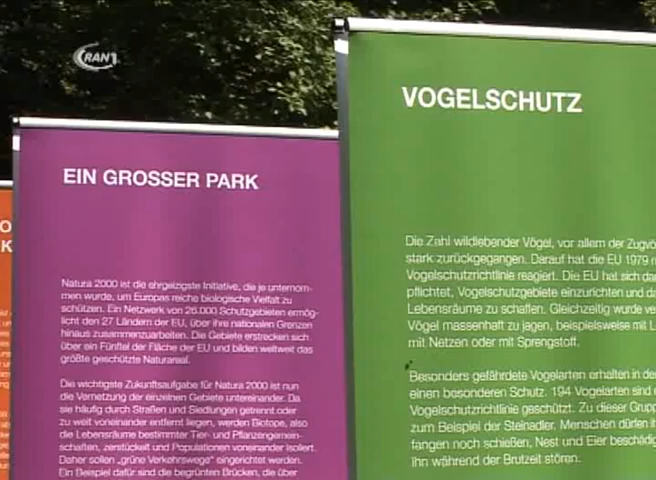 RAN1
VOGELSCHUTZ
EIN GROSSER PARK
O
K
Natura 2000 ist die ehrgeizigste Initiative, die je unternom-
men wurde, um Europas reiche biologische Vielfalt zu
schützen. Ein Netzwerk von 26.000 Schutzgebieten ermög-
licht den 27 Ländern der EU, über ihre nationalen Grenzen
hinaus zusammenzuarbeiten. Die Gebiete erstrecken sich
über ein Fünftel der Fläche der EU und bilden weltweit das
größte geschützte Naturareal.
Die wichtigste Zukunftsaufgabe für Natura 2000 ist nun
die Vernetzung der einzelnen Gebiete untereinander. Da
sie häufig durch Straßen und Siedlungen getrennt oder
zu weit voneinander entfernt liegen, werden Biotope, also
die Lebensräume bestimmter Tier- und Pflanzengemein-
schaften, zerstückelt und Populationen voneinander isoliert.
Daher sollen „grüne Verkehrswege" eingerichtet werden.
Ein Beispiel dafür sind die begrünten Brücken, die über
Die Zahl wildlebender Vögel, vor allem der Zugvö
stark zurückgegangen. Darauf hat die EU 1979 m
Vogelschutzrichtlinie reagiert. Die EU hat sich da
pflichtet, Vogelschutzgebiete einzurichten und da
Lebensräume zu schaffen. Gleichzeitig wurde ve
Vögel massenhaft zu jagen, beispielsweise mit L
mit Netzen oder mit Sprengstoff.
Besonders gefährdete Vogelarten erhalten in de
einen besonderen Schutz. 194 Vogelarten sind
Vogelschutzrichtlinie geschützt. Zu dieser Grupp
zum Beispiel der Steinadler. Menschen dürfen i
fangen noch schießen, Nest und Eier beschädig
ihn während der Brutzeit stören.